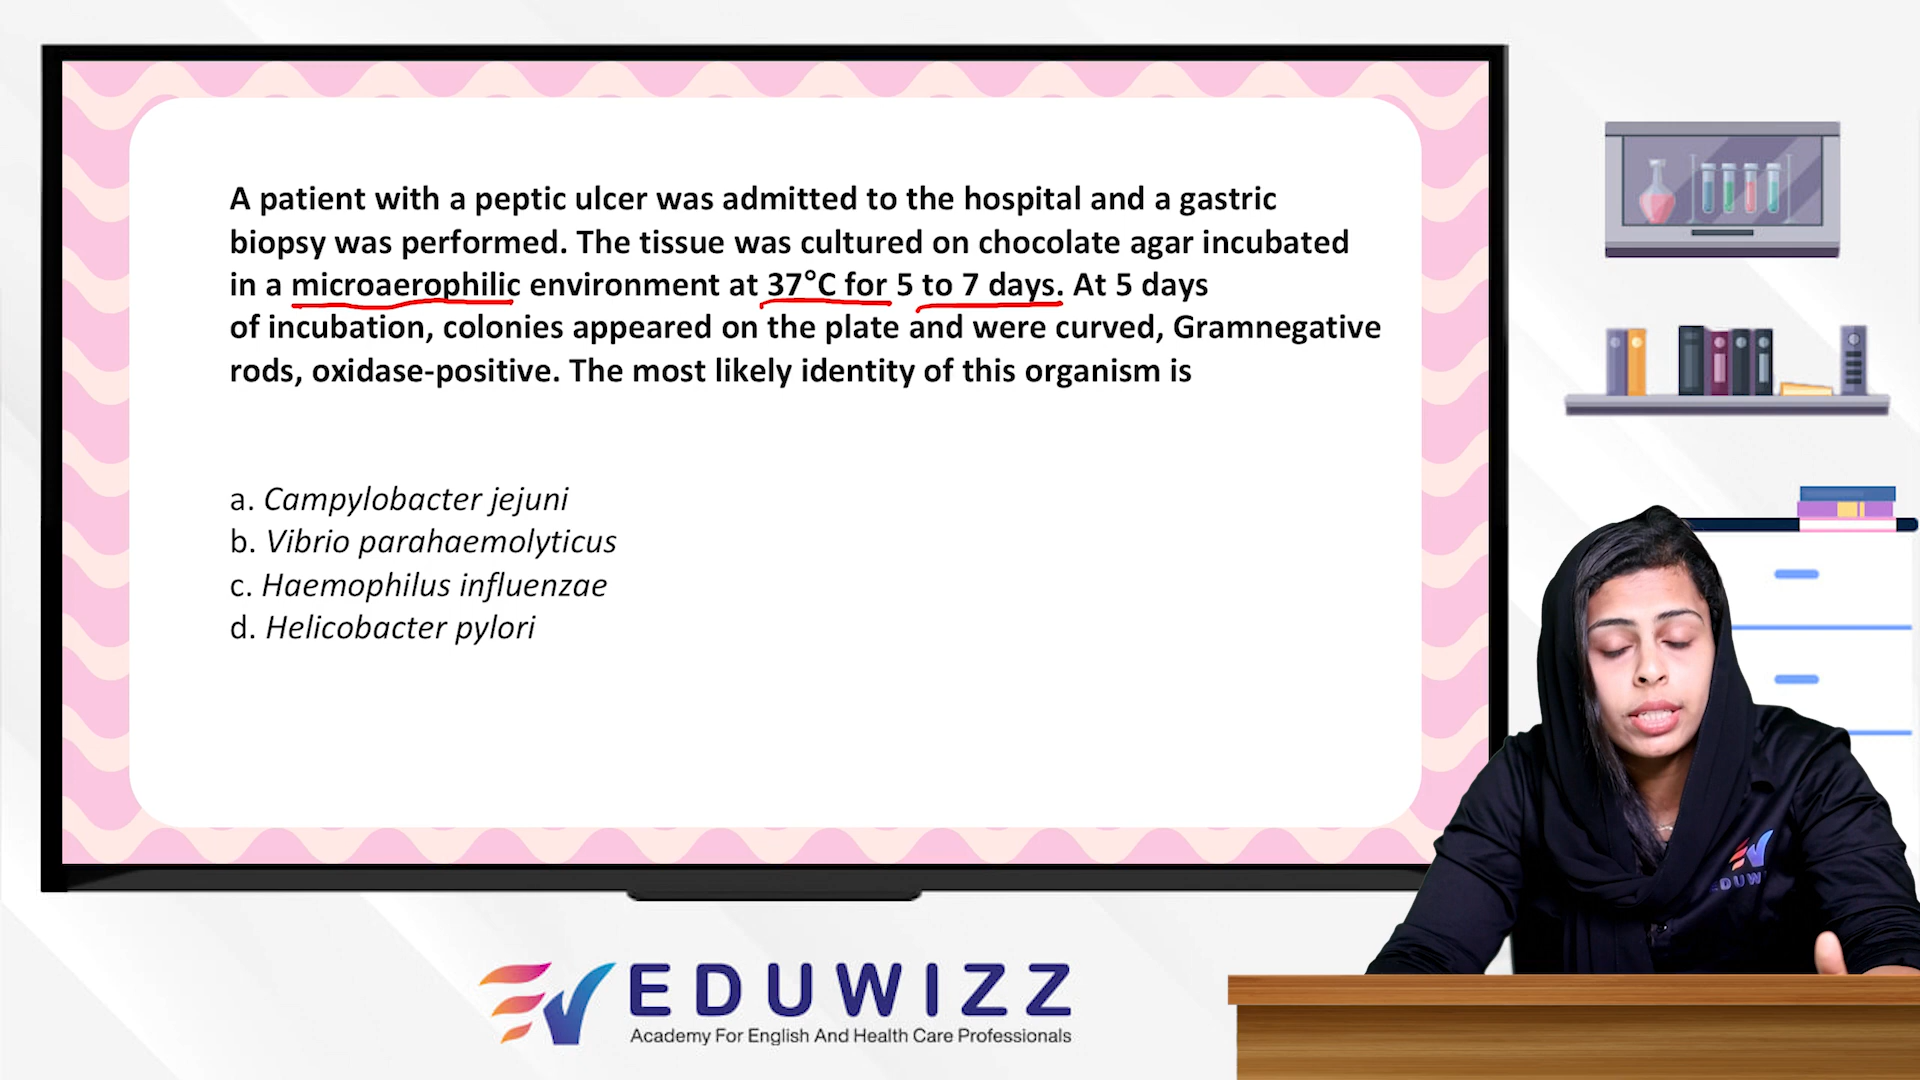 A patient with a peptic ulcer was admitted to the hospital and a gastric
biopsy was performed. The tissue was cultured on chocolate agar incubated
in a microaerophilic environment at 37°C for 5 to 7 days. At 5 days
of incubation, colonies appeared on the plate and were curved, Gramnegative
rods, oxidase-positive. The most likely identity of this organism is
a. Campylobacter jejuni
b. Vibrio parahaemolyticus
c. Haemophilus influenzae
d. Helicobacter pylori
EDUWIZZ
Academy For English And Health Care Professionals